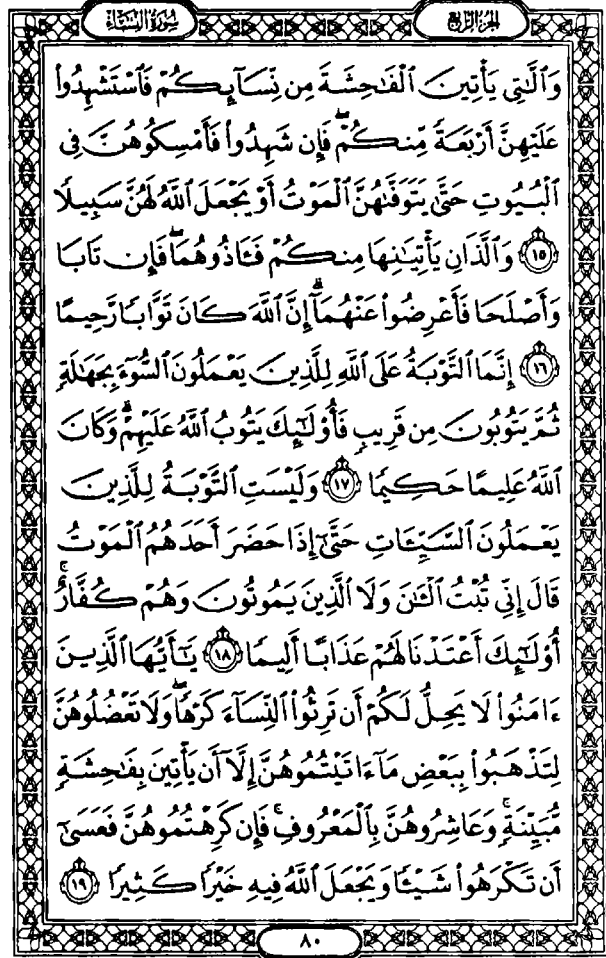 الجزء الرابع
سورة النساء
وَٱلَّٰتِى يَأْتِينَ ٱلْفَٰحِشَةَ مِن نِّسَآئِكُمْ فَٱسْتَشْهِدُوا۟
عَلَيْهِنَّ أَرْبَعَةً مِّنكُمْ ۖ فَإِن شَهِدُوا۟ فَأَمْسِكُوهُنَّ فِى
ٱلْبُيُوتِ حَتَّىٰ يَتَوَفَّىٰهُنَّ ٱلْمَوْتُ أَوْ يَجْعَلَ ٱللَّهُ لَهُنَّ سَبِيلًا
١٥ وَٱلَّذَانِ يَأْتِيَٰنِهَا مِنكُمْ فَـَٔاذُوهُمَا ۖ فَإِن تَابَا
وَأَصْلَحَا فَأَعْرِضُوا۟ عَنْهُمَآ ۗ إِنَّ ٱللَّهَ كَانَ تَوَّابًا رَّحِيمًا
١٦ إِنَّمَا ٱلتَّوْبَةُ عَلَى ٱللَّهِ لِلَّذِينَ يَعْمَلُونَ ٱلسُّوٓءَ بِجَهَٰلَةٍ
ثُمَّ يَتُوبُونَ مِن قَرِيبٍ فَأُو۟لَٰٓئِكَ يَتُوبُ ٱللَّهُ عَلَيْهِمْ ۗ وَكَانَ
ٱللَّهُ عَلِيمًا حَكِيمًا ١٧ وَلَيْسَتِ ٱلتَّوْبَةُ لِلَّذِينَ
يَعْمَلُونَ ٱلسَّيِّـَٔاتِ حَتَّىٰٓ إِذَا حَضَرَ أَحَدَهُمُ ٱلْمَوْتُ
قَالَ إِنِّى تُبْتُ ٱلْـَٰٔنَ وَلَا ٱلَّذِينَ يَمُوتُونَ وَهُمْ كُفَّارٌ ۚ
أُو۟لَٰٓئِكَ أَعْتَدْنَا لَهُمْ عَذَابًا أَلِيمًا ١٨ يَٰٓأَيُّهَا ٱلَّذِينَ
ءَامَنُوا۟ لَا يَحِلُّ لَكُمْ أَن تَرِثُوا۟ ٱلنِّسَآءَ كَرْهًا ۖ وَلَا تَعْضُلُوهُنَّ
لِتَذْهَبُوا۟ بِبَعْضِ مَآ ءَاتَيْتُمُوهُنَّ إِلَّآ أَن يَأْتِينَ بِفَٰحِشَةٍ
مُّبَيِّنَةٍ ۚ وَعَاشِرُوهُنَّ بِٱلْمَعْرُوفِ ۚ فَإِن كَرِهْتُمُوهُنَّ فَعَسَىٰٓ
أَن تَكْرَهُوا۟ شَيْـًٔا وَيَجْعَلَ ٱللَّهُ فِيهِ خَيْرًا كَثِيرًا ١٩
٨٠